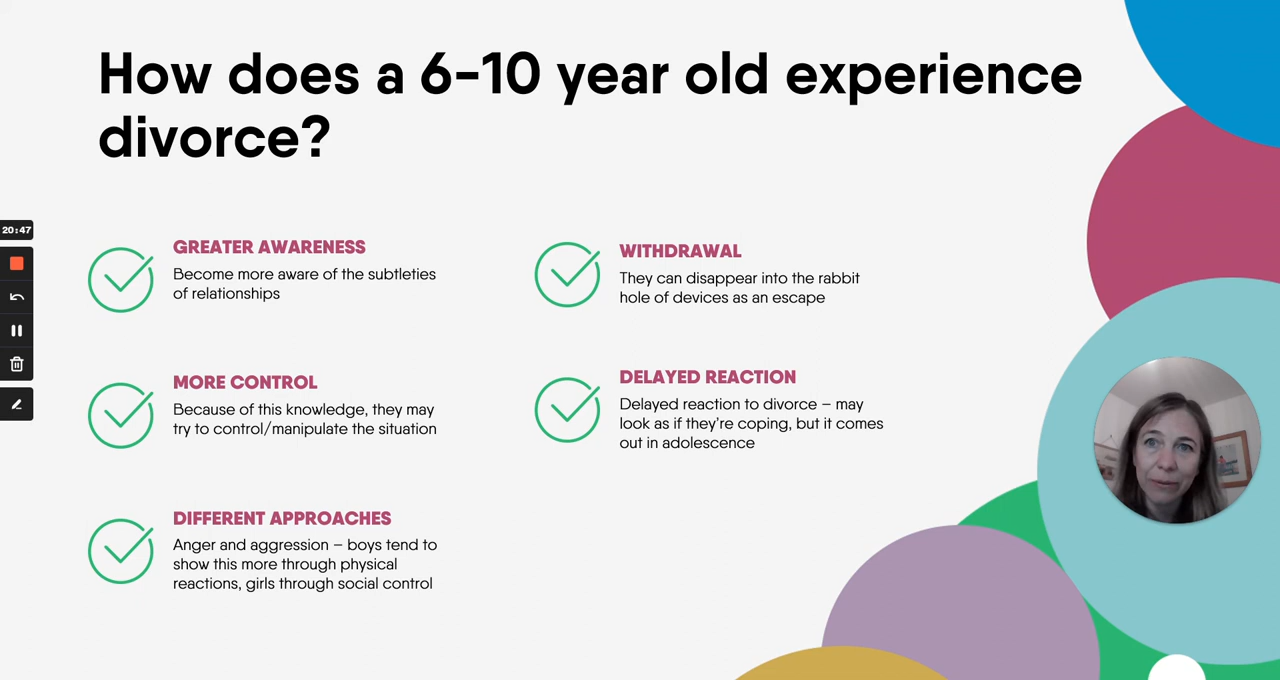 How does a 6-10 year old experience
divorce?
20:47
GREATER AWARENESS
Become more aware of the subtleties
of relationships
MORE CONTROL
Because of this knowledge, they may
try to control/manipulate the situation
DIFFERENT APPROACHES
Anger and aggression – boys tend to
show this more through physical
reactions, girls through social control
WITHDRAWAL
They can disappear into the rabbit
hole of devices as an escape
DELAYED REACTION
Delayed reaction to divorce – may
look as if they're coping, but it comes
out in adolescence